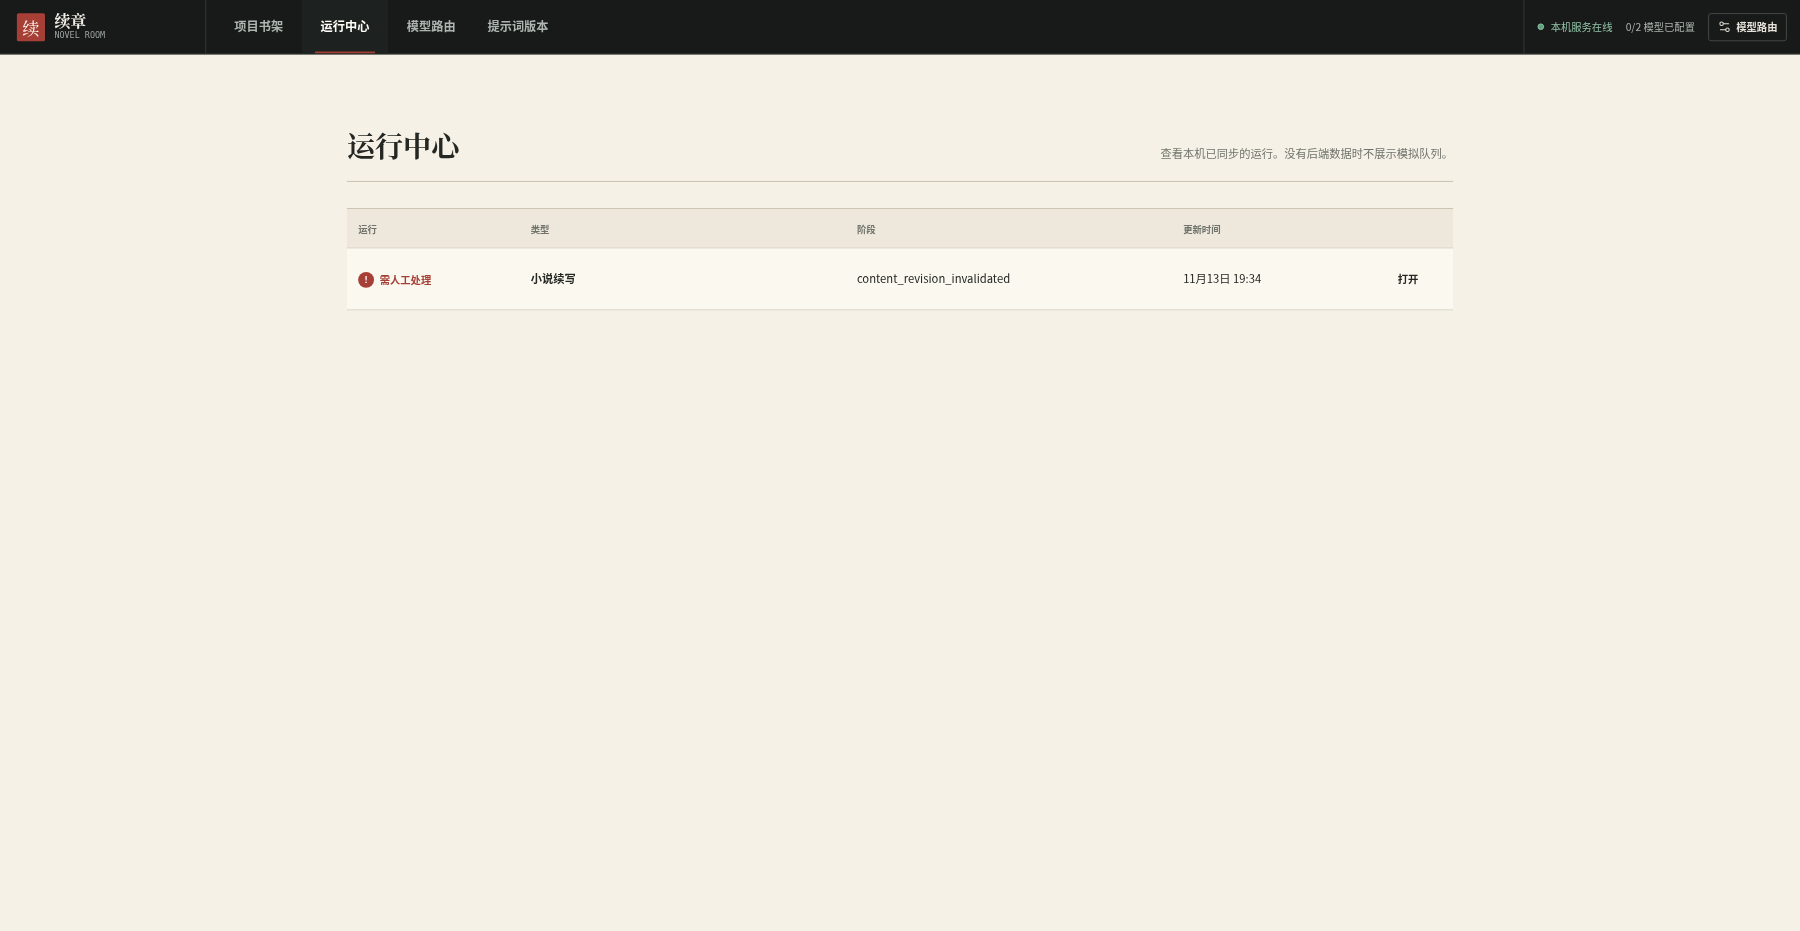 续
续章
NOVEL ROOM
项目书架
运行中心
模型路由
提示词版本
本机服务在线
0/2 模型已配置
模型路由
运行中心
查看本机已同步的运行。没有后端数据时不展示模拟队列。
运行
类型
阶段
更新时间
! 需人工处理
小说续写
content_revision_invalidated
11月13日 19:34
打开